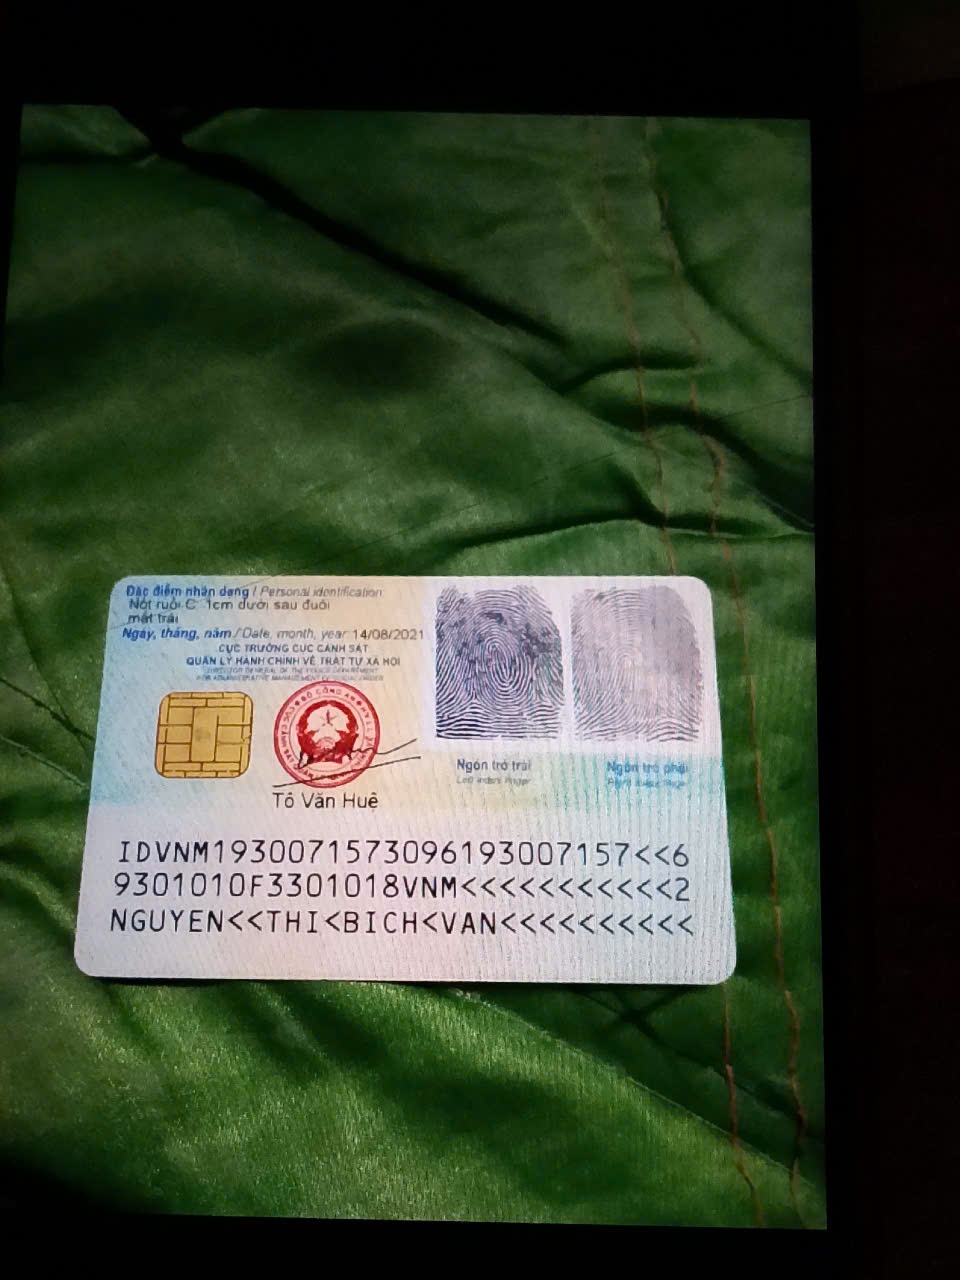 Đặc điểm nhân dạng / Personal identification:
Nốt ruồi C: 1cm dưới sau đuôi
mắt trái
Ngày, tháng, năm / Date, month, year: 14/08/2021
CỤC TRƯỞNG CỤC CẢNH SÁT
QUẢN LÝ HÀNH CHÍNH VỀ TRẬT TỰ XÃ HỘI
DIRECTOR GENERAL OF THE POLICE DEPARTMENT
FOR ADMINISTRATIVE MANAGEMENT OF SOCIAL ORDER
BỘ CÔNG AN
Tô Văn Huệ
Ngón trỏ trái
Left index finger
Ngón trỏ phải
Right index finger
IDVNM1930071573096193007157<<6
9301010F3301018VNM<<<<<<<<<<<2
NGUYEN<<THI<BICH<VAN<<<<<<<<<<